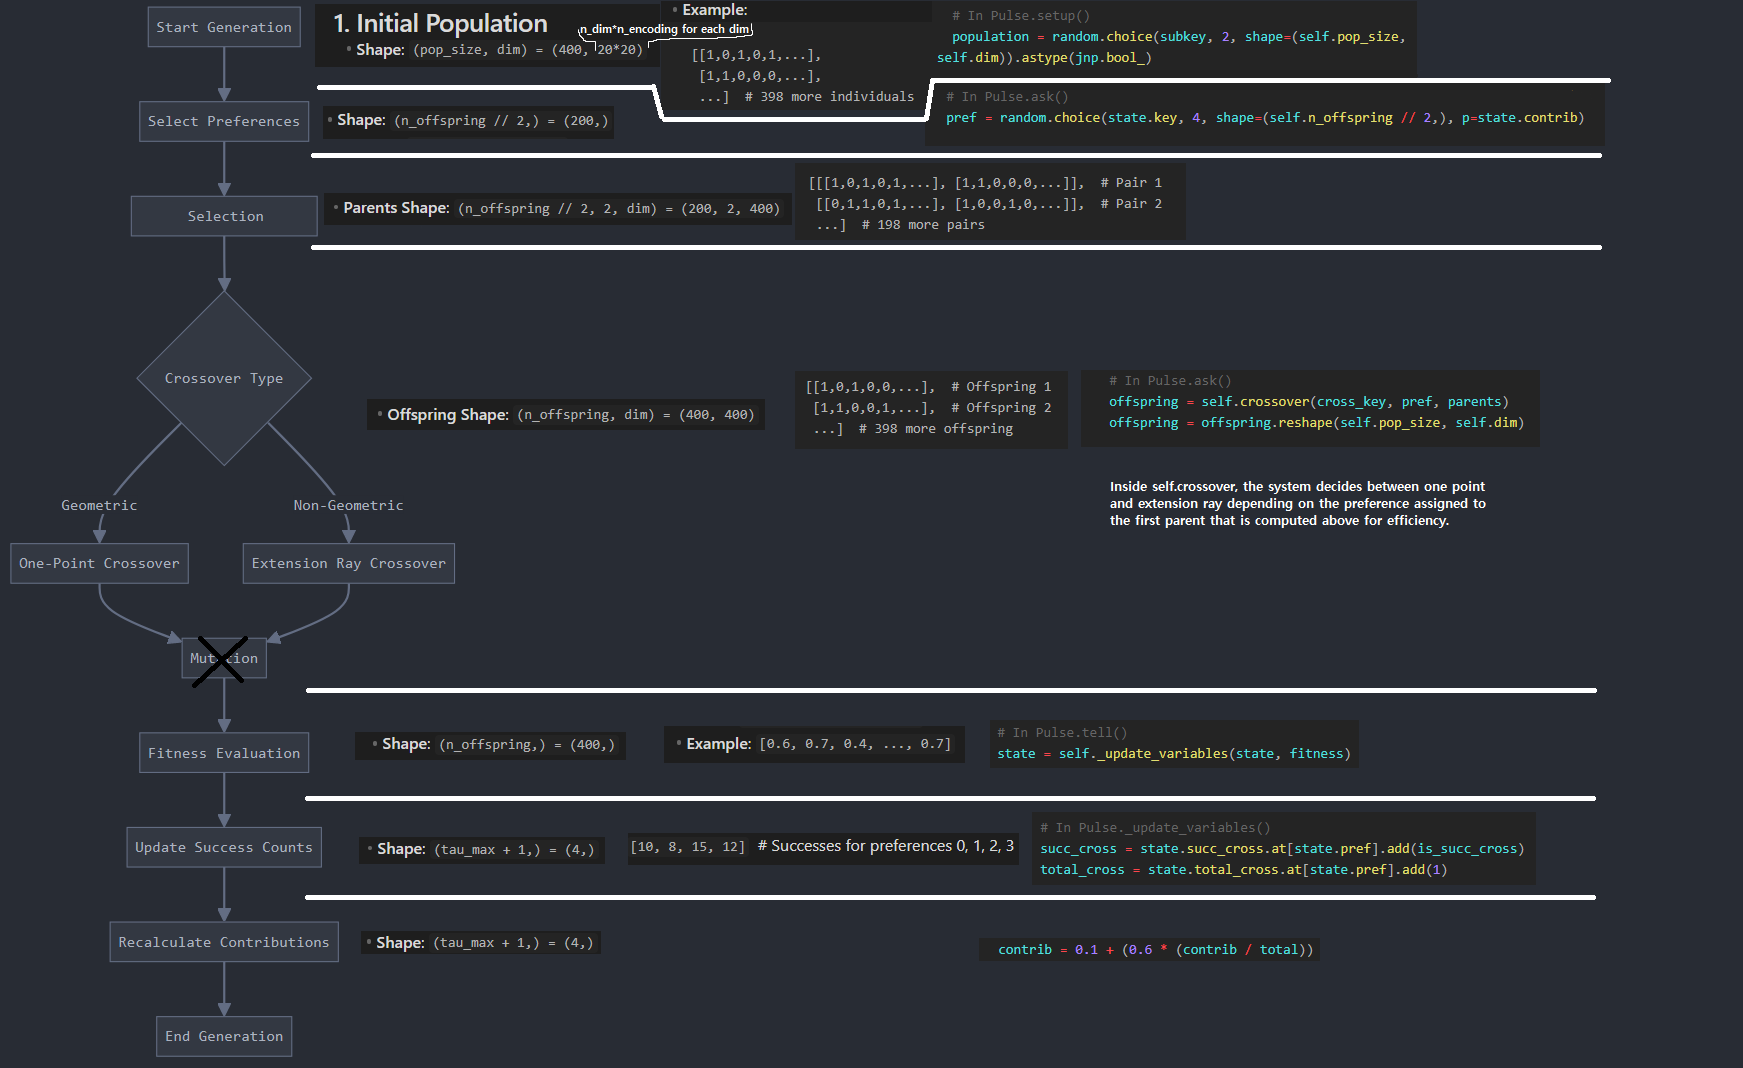 Start Generation
1. Initial Population
n_dim*n_encoding for each dim
• Shape: (pop_size, dim) = (400, 20*20)
• Example:
[[1,0,1,0,1,...],
[1,1,0,0,0,...],
...]  # 398 more individuals
# In Pulse.setup()
population = random.choice(subkey, 2, shape=(self.pop_size,
self.dim)).astype(jnp.bool_)
Select Preferences
• Shape: (n_offspring // 2,) = (200,)
# In Pulse.ask()
pref = random.choice(state.key, 4, shape=(self.n_offspring // 2,), p=state.contrib)
Selection
• Parents Shape: (n_offspring // 2, 2, dim) = (200, 2, 400)
[[[1,0,1,0,1,...], [1,1,0,0,0,...]],  # Pair 1
[[0,1,1,0,1,...], [1,0,0,1,0,...]],  # Pair 2
...]  # 198 more pairs
Crossover Type
• Offspring Shape: (n_offspring, dim) = (400, 400)
[[1,0,1,0,0,...],  # Offspring 1
[1,1,0,0,1,...],  # Offspring 2
...]  # 398 more offspring
# In Pulse.ask()
offspring = self.crossover(cross_key, pref, parents)
offspring = offspring.reshape(self.pop_size, self.dim)
Inside self.crossover, the system decides between one point
and extension ray depending on the preference assigned to
the first parent that is computed above for efficiency.
Geometric
Non-Geometric
One-Point Crossover
Extension Ray Crossover
Mutation
Fitness Evaluation
• Shape: (n_offspring,) = (400,)
• Example: [0.6, 0.7, 0.4, ..., 0.7]
# In Pulse.tell()
state = self._update_variables(state, fitness)
Update Success Counts
• Shape: (tau_max + 1,) = (4,)
[10, 8, 15, 12]  # Successes for preferences 0, 1, 2, 3
# In Pulse._update_variables()
succ_cross = state.succ_cross.at[state.pref].add(is_succ_cross)
total_cross = state.total_cross.at[state.pref].add(1)
Recalculate Contributions
• Shape: (tau_max + 1,) = (4,)
contrib = 0.1 + (0.6 * (contrib / total))
End Generation